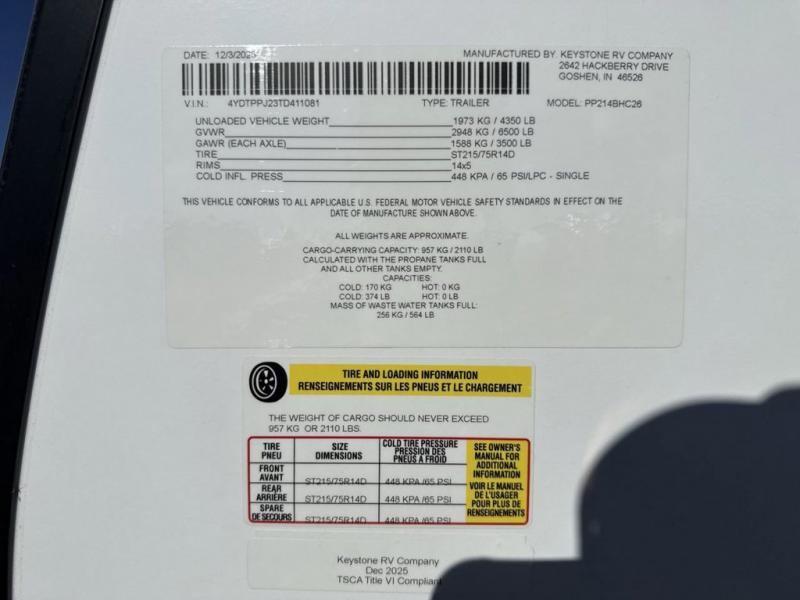 DATE: 12/3/2025 MANUFACTURED BY: KEYSTONE RV COMPANY
2642 HACKBERRY DRIVE
GOSHEN, IN 46526
V.I.N.: 4YDTPPJ23TD411081 TYPE: TRAILER MODEL: PP214BHC26
UNLOADED VEHICLE WEIGHT 1973 KG / 4350 LB
GVWR 2948 KG / 6500 LB
GAWR (EACH AXLE) 1588 KG / 3500 LB
TIRE ST215/75R14D
RIMS 14x5
COLD INFL. PRESS 448 KPA / 65 PSI/LPC - SINGLE
THIS VEHICLE CONFORMS TO ALL APPLICABLE U.S. FEDERAL MOTOR VEHICLE SAFETY STANDARDS IN EFFECT ON THE
DATE OF MANUFACTURE SHOWN ABOVE.
ALL WEIGHTS ARE APPROXIMATE.
CARGO-CARRYING CAPACITY: 957 KG / 2110 LB
CALCULATED WITH THE PROPANE TANKS FULL
AND ALL OTHER TANKS EMPTY.
CAPACITIES:
COLD: 170 KG HOT: 0 KG
COLD: 374 LB HOT: 0 LB
MASS OF WASTE WATER TANKS FULL:
256 KG / 564 LB
TIRE AND LOADING INFORMATION
RENSEIGNEMENTS SUR LES PNEUS ET LE CHARGEMENT
THE WEIGHT OF CARGO SHOULD NEVER EXCEED
957 KG OR 2110 LBS.
TIRE
PNEU
SIZE
DIMENSIONS
COLD TIRE PRESSURE
PRESSION DES
PNEUS A FROID
FRONT
AVANT
ST215/75R14D 448 KPA /65 PSI
REAR
ARRIÈRE
ST215/75R14D 448 KPA /65 PSI
SPARE
DE SECOURS
ST215/75R14D 448 KPA /65 PSI
SEE OWNER'S
MANUAL FOR
ADDITIONAL
INFORMATION
VOIR LE MANUEL
DE L'USAGER
POUR PLUS DE
RENSEIGNEMENTS
Keystone RV Company
Dec 2025
TSCA Title VI Compliant